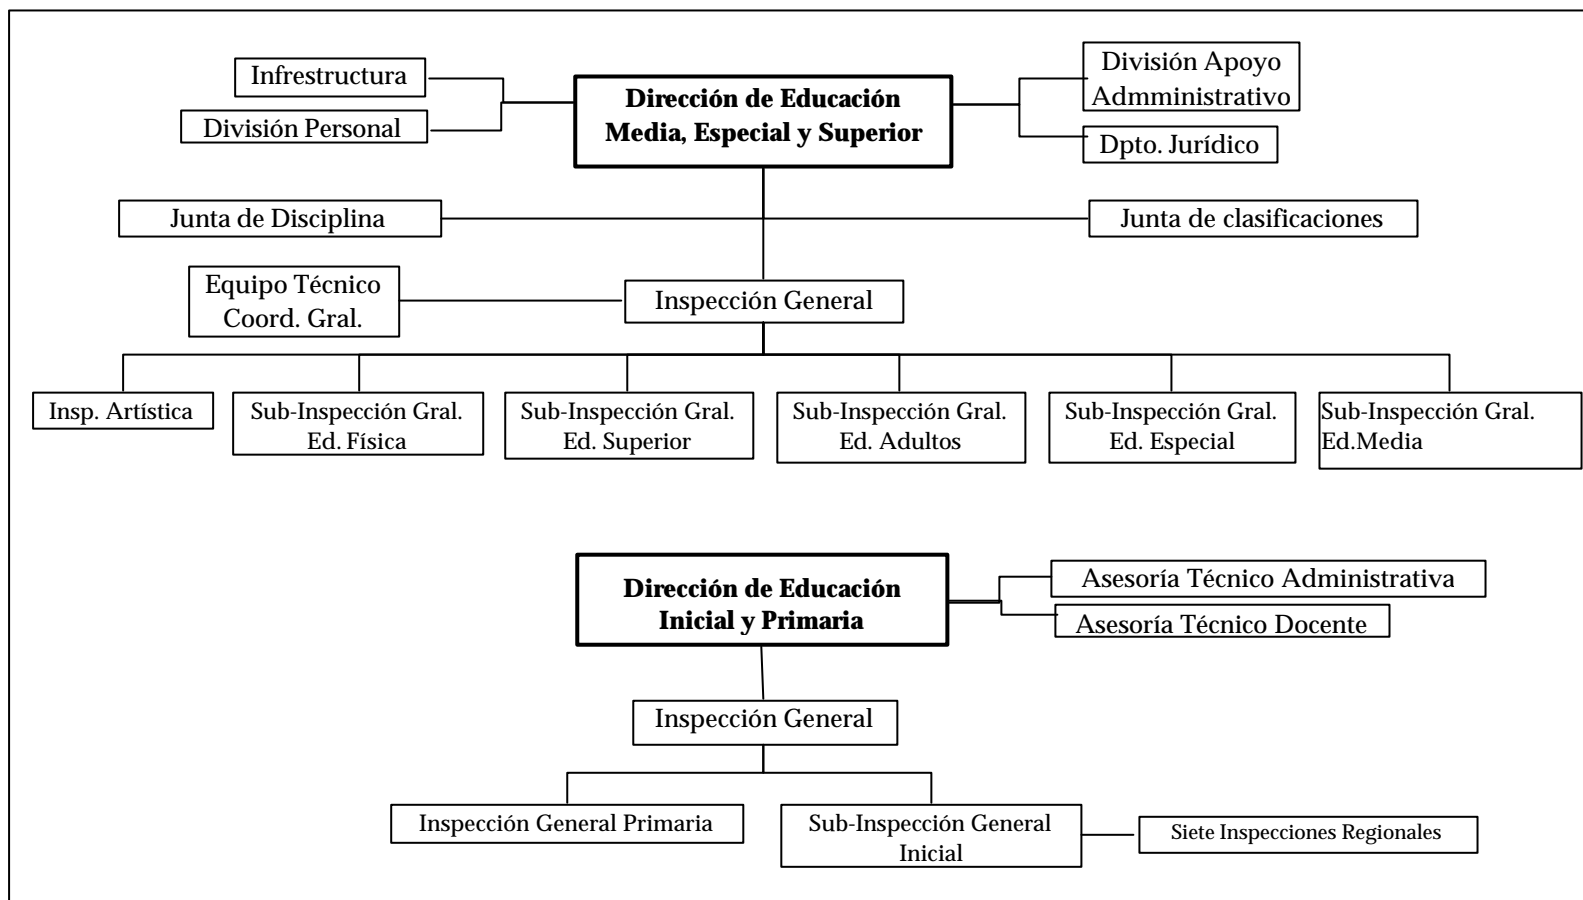 Infrestructura
División Personal
Dirección de Educación
Media, Especial y Superior
División Apoyo
Admministrativo
Dpto. Jurídico
Junta de Disciplina
Junta de clasificaciones
Equipo Técnico
Coord. Gral.
Inspección General
Insp. Artística
Sub-Inspección Gral.
Ed. Física
Sub-Inspección Gral.
Ed. Superior
Sub-Inspección Gral.
Ed. Adultos
Sub-Inspección Gral.
Ed. Especial
Sub-Inspección Gral.
Ed.Media
Dirección de Educación
Inicial y Primaria
Asesoría Técnico Administrativa
Asesoría Técnico Docente
Inspección General
Inspección General Primaria
Sub-Inspección General
Inicial
Siete Inspecciones Regionales